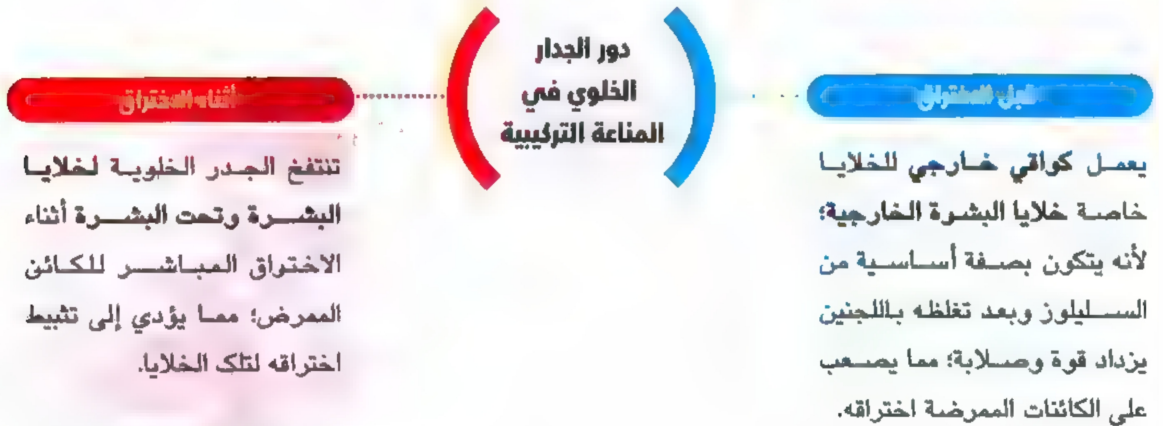 دور الجدار
الخلوي في
المناعة التركيبية
قبل الاختراق
يعمل كواقي خارجي للخلايا
خاصة خلايا البشرة الخارجية؛
لأنه يتكون بصفة أساسية من
السليلوز وبعد تغلظه باللجنين
يزداد قوة وصلابة؛ مما يصعب
على الكائنات الممرضة اختراقه.
أثناء الاختراق
تنتفخ الجدر الخلوية لخلايا
البشرة وتحت البشرة أثناء
الاختراق المباشر للكائن
الممرض؛ مما يؤدي إلى تثبيط
اختراقه لتلك الخلايا.